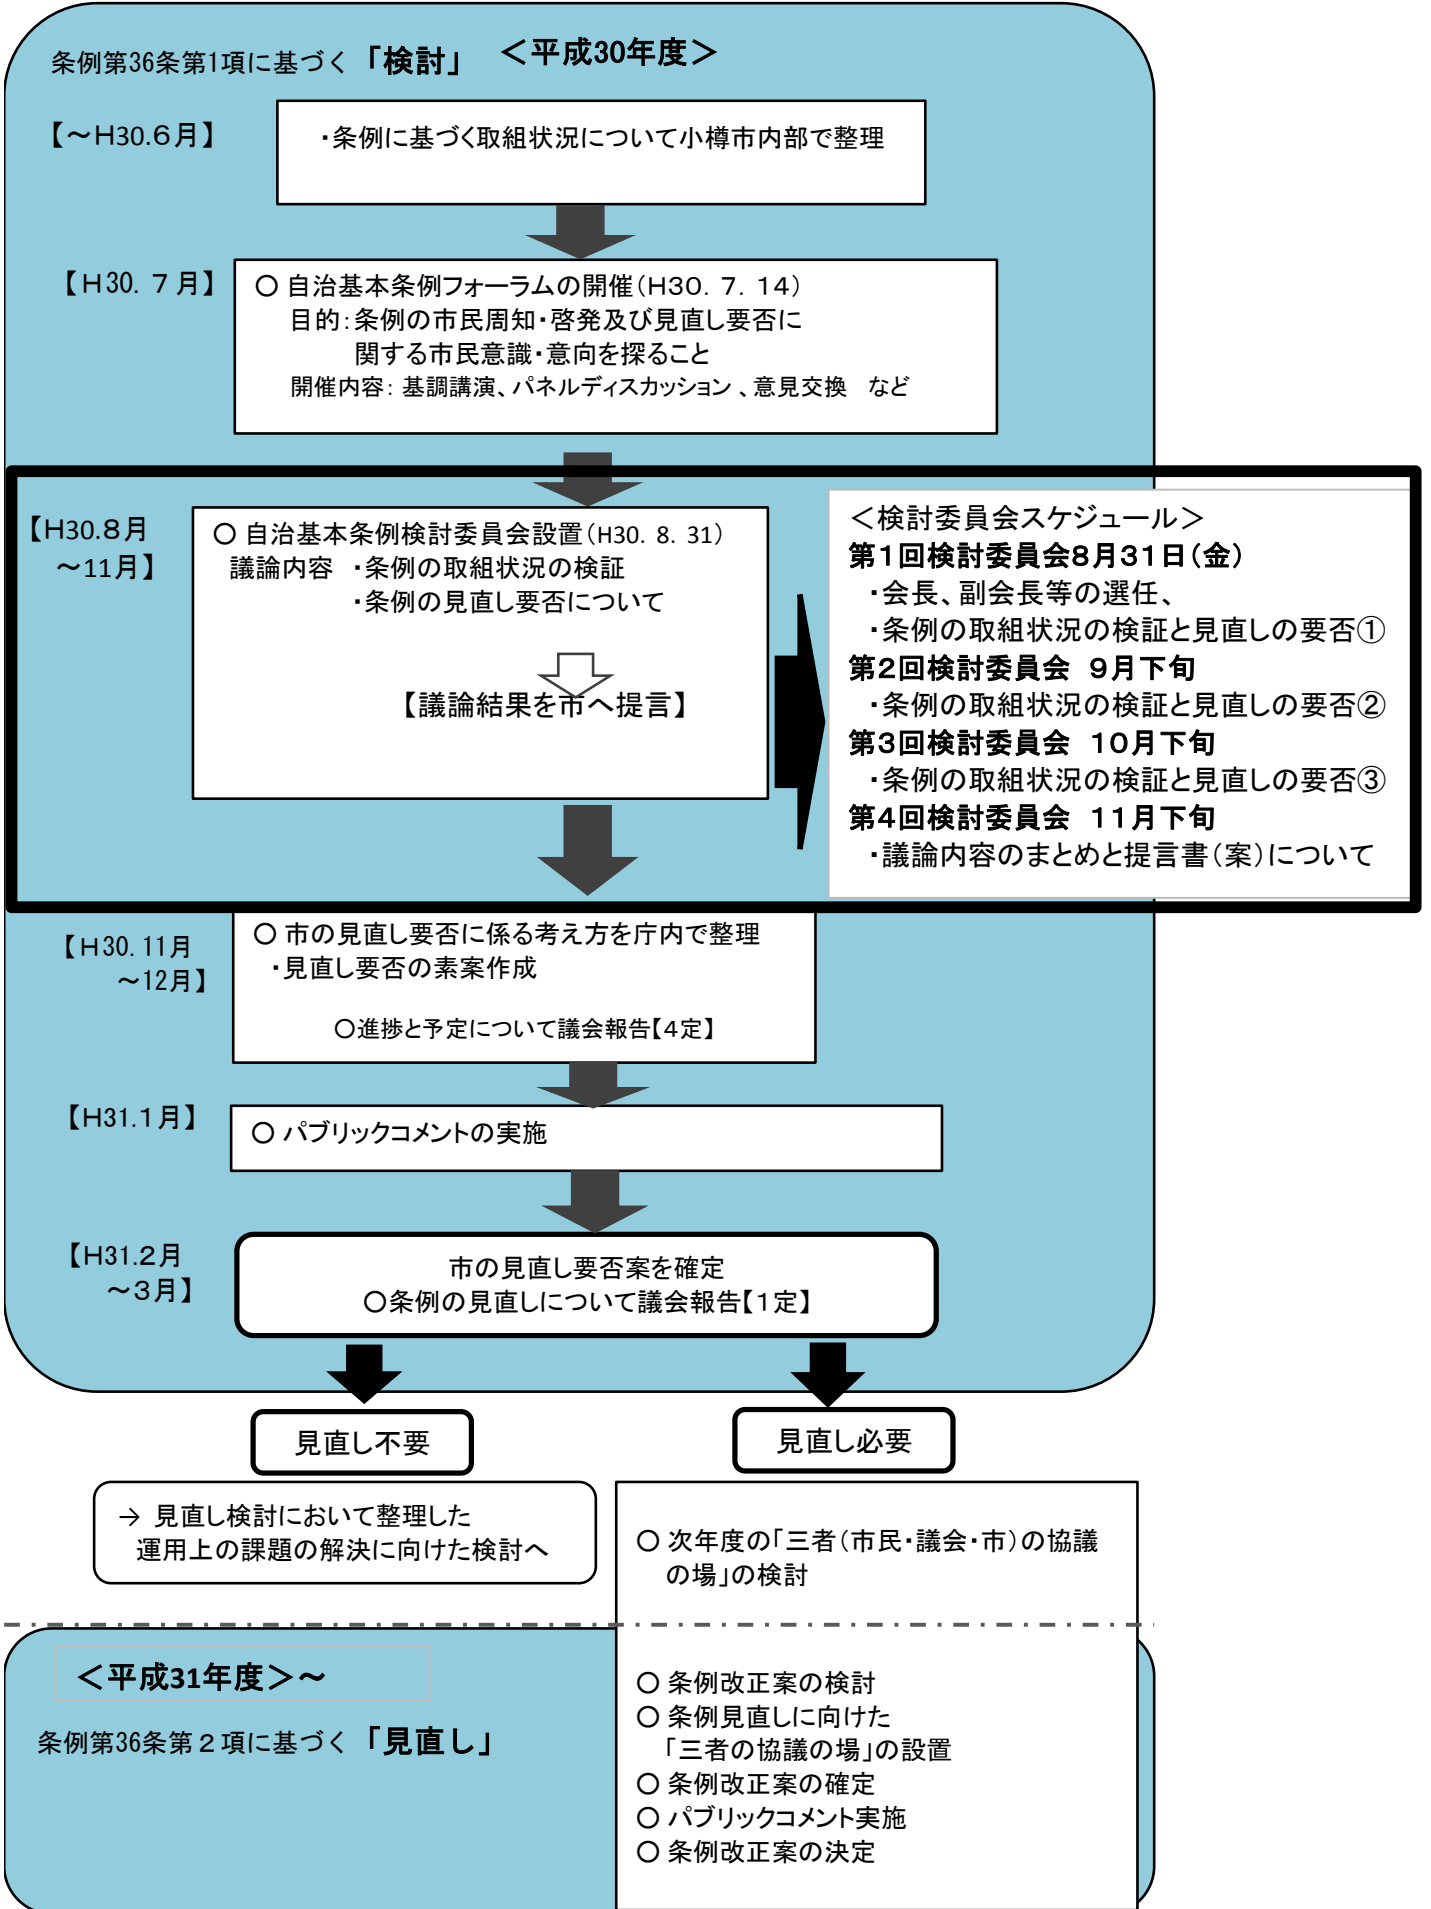 条例第36条第1項に基づく「検討」 ＜平成30年度＞
【～H30.6月】
・条例に基づく取組状況について小樽市内部で整理
【H30.７月】
○ 自治基本条例フォーラムの開催（H30．7．14）
目的：条例の市民周知・啓発及び見直し要否に
関する市民意識・意向を探ること
開催内容：基調講演、パネルディスカッション 、意見交換　など
【H30.8月
～11月】
○ 自治基本条例検討委員会設置（H30．8．31）
議論内容　・条例の取組状況の検証
・条例の見直し要否について
【議論結果を市へ提言】
＜検討委員会スケジュール＞
第1回検討委員会8月31日（金）
・会長、副会長等の選任、
・条例の取組状況の検証と見直しの要否①
第2回検討委員会　9月下旬
・条例の取組状況の検証と見直しの要否②
第3回検討委員会　10月下旬
・条例の取組状況の検証と見直しの要否③
第4回検討委員会　11月下旬
・議論内容のまとめと提言書（案）について
【H30.11月
～12月】
○ 市の見直し要否に係る考え方を庁内で整理
・見直し要否の素案作成
○進捗と予定について議会報告【4定】
【H31.1月】
○ パブリックコメントの実施
【H31.2月
～3月】
市の見直し要否案を確定
○条例の見直しについて議会報告【1定】
見直し不要
見直し必要
→ 見直し検討において整理した
運用上の課題の解決に向けた検討へ
○ 次年度の「三者（市民・議会・市）の協議
の場」の検討
＜平成31年度＞～
条例第36条第２項に基づく「見直し」
○ 条例改正案の検討
○ 条例見直しに向けた
「三者の協議の場」の設置
○ 条例改正案の確定
○ パブリックコメント実施
○ 条例改正案の決定